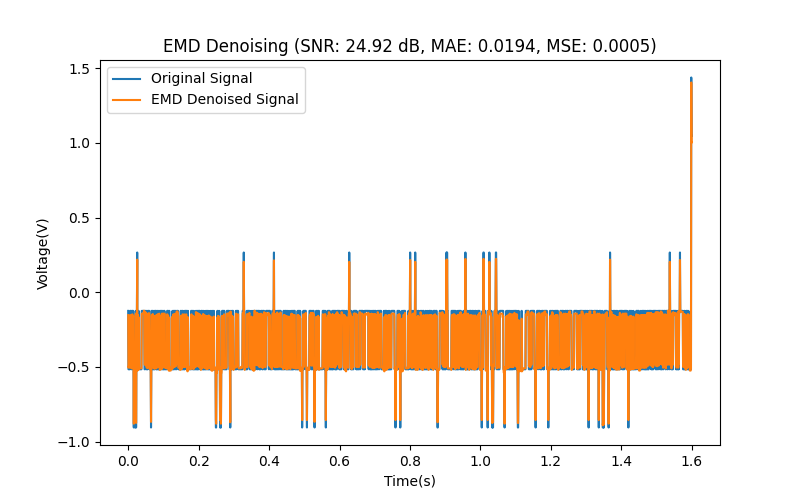 EMD Denoising (SNR: 24.92 dB, MAE: 0.0194, MSE: 0.0005)
Original Signal
EMD Denoised Signal
Voltage(V)
1.5
1.0
0.5
0.0
−0.5
−1.0
0.0 0.2 0.4 0.6 0.8 1.0 1.2 1.4 1.6
Time(s)